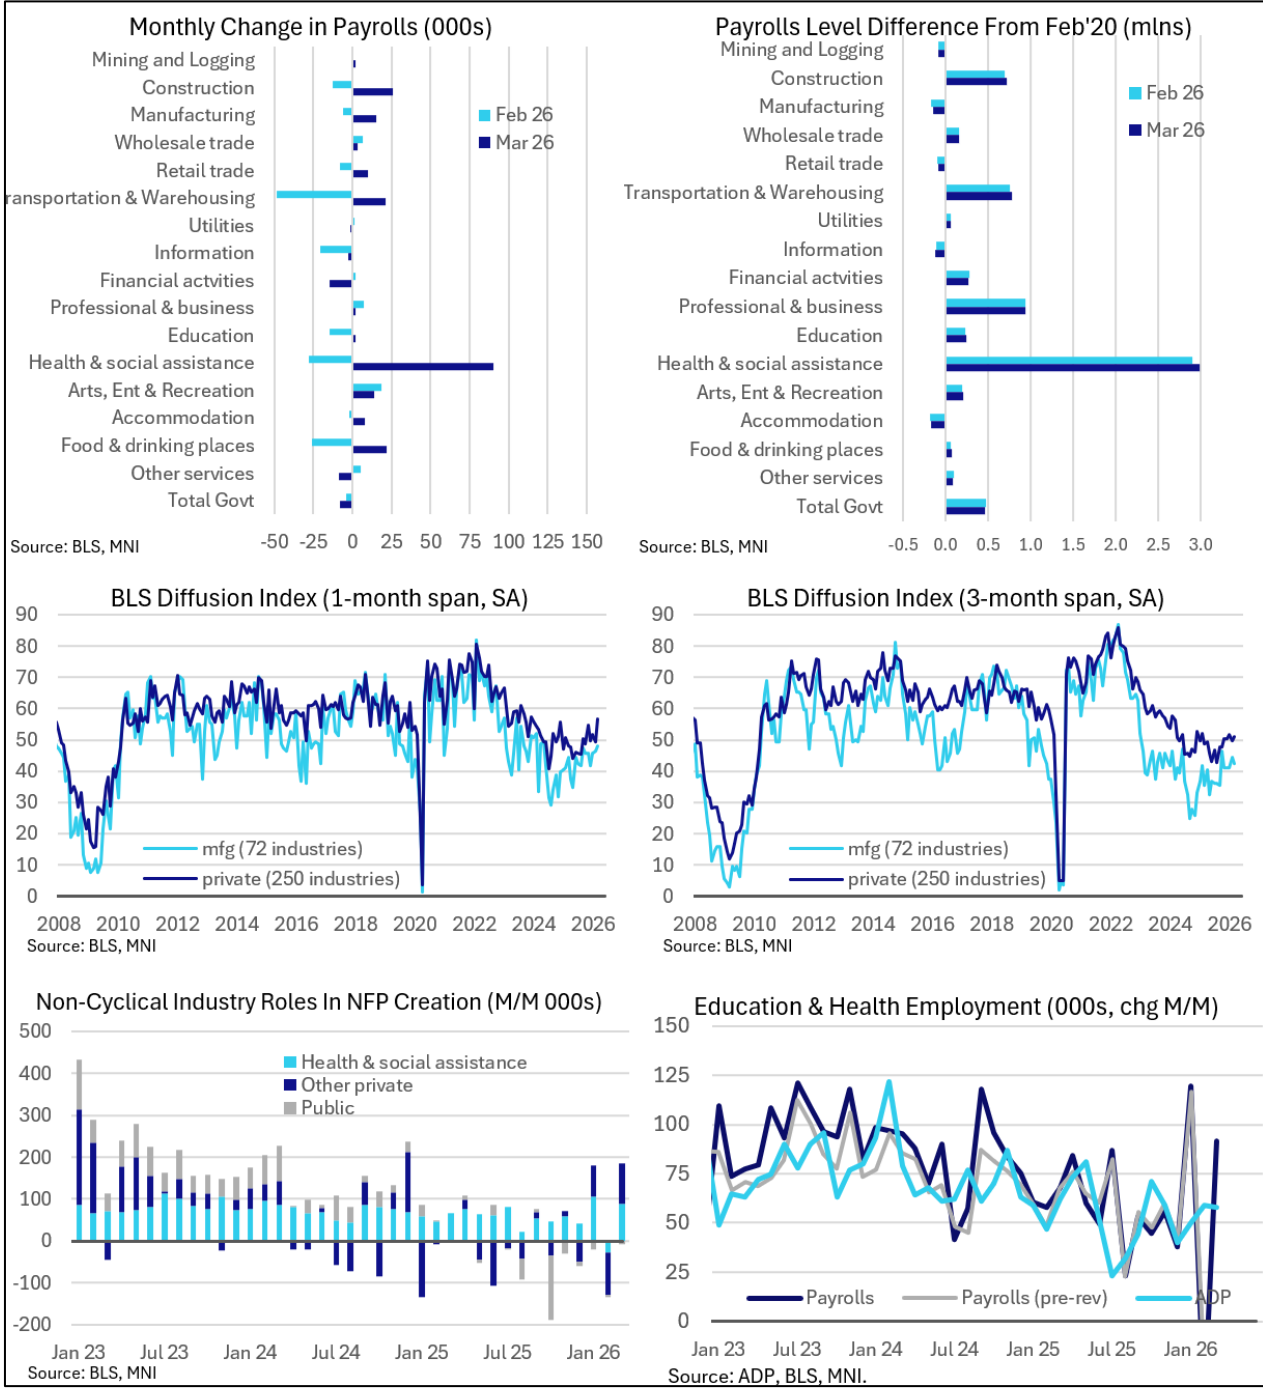 Monthly Change in Payrolls (000s)
Mining and Logging
Construction
Manufacturing
Wholesale trade
Retail trade
ransportation & Warehousing
Utilities
Information
Financial actvities
Professional & business
Education
Health & social assistance
Arts, Ent & Recreation
Accommodation
Food & drinking places
Other services
Total Govt
Feb 26
Mar 26
-50 -25 0 25 50 75 100 125 150
Source: BLS, MNI
Payrolls Level Difference From Feb'20 (mlns)
Mining and Logging
Construction
Manufacturing
Wholesale trade
Retail trade
Transportation & Warehousing
Utilities
Information
Financial actvities
Professional & business
Education
Health & social assistance
Arts, Ent & Recreation
Accommodation
Food & drinking places
Other services
Total Govt
Feb 26
Mar 26
-0.5 0.0 0.5 1.0 1.5 2.0 2.5 3.0
Source: BLS, MNI
BLS Diffusion Index (1-month span, SA)
90
80
70
60
50
40
30
20
10
0
mfg (72 industries)
private (250 industries)
2008 2010 2012 2014 2016 2018 2020 2022 2024 2026
Source: BLS, MNI
BLS Diffusion Index (3-month span, SA)
90
80
70
60
50
40
30
20
10
0
mfg (72 industries)
private (250 industries)
2008 2010 2012 2014 2016 2018 2020 2022 2024 2026
Source: BLS, MNI
Non-Cyclical Industry Roles In NFP Creation (M/M 000s)
500
400
300
200
100
0
-100
-200
Health & social assistance
Other private
Public
Jan 23 Jul 23 Jan 24 Jul 24 Jan 25 Jul 25 Jan 26
Source: BLS, MNI
Education & Health Employment (000s, chg M/M)
150
125
100
75
50
25
0
Payrolls
Payrolls (pre-rev)
ADP
Jan 23 Jul 23 Jan 24 Jul 24 Jan 25 Jul 25 Jan 26
Source: ADP, BLS, MNI.